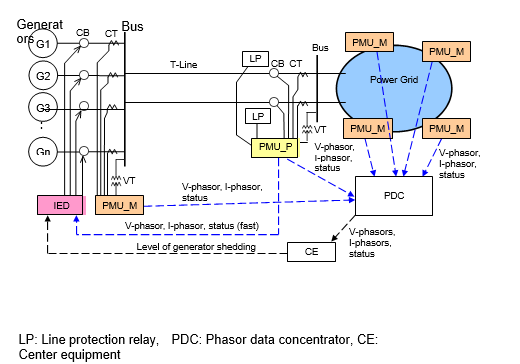 Generat
ors
CB
CT
Bus
G1
G2
G3
Gn
T-Line
LP
CB
CT
Bus
LP
VT
PMU_P
PMU_M
PMU_M
Power Grid
PMU_M
PMU_M
V-phasor,
I-phasor,
status
V-phasor,
I-phasor,
status
VT
IED
PMU_M
V-phasor, I-phasor,
status
PDC
V-phasor, I-phasor, status (fast)
Level of generator shedding
CE
V-phasors,
I-phasors,
status
LP: Line protection relay, PDC: Phasor data concentrator, CE:
Center equipment